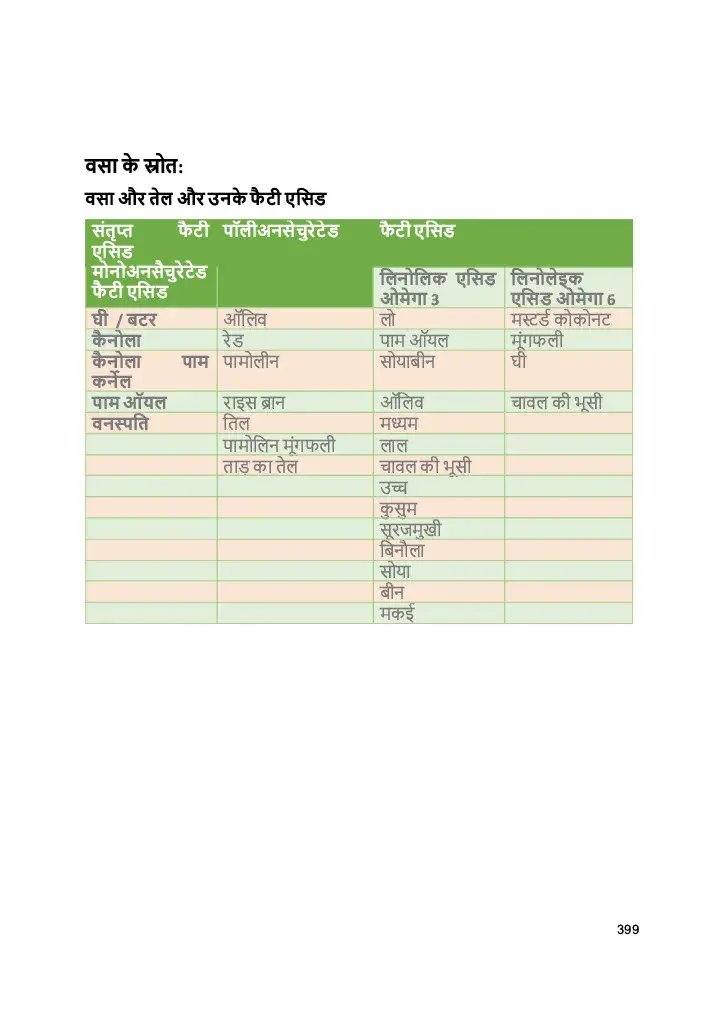 वसा के स्रोत:
वसा और तेल और उनके फैटी एसिड
संतृप्त फैटी एसिड पॉलीअनसेचुरेटेड फैटी एसिड
मोनोअनसैचुरेटेड फैटी एसिड लिनोलिक एसिड ओमेगा 3 लिनोलेइक एसिड ओमेगा 6
घी / बटर ऑलिव लो मस्टर्ड कोकोनट
कैनोला रेड पाम ऑयल मूंगफली
कैनोला पाम कर्नेल पामोलीन सोयाबीन घी
पाम ऑयल राइस ब्रान ऑलिव चावल की भूसी
वनस्पति तिल मध्यम
पामोलिन मूंगफली लाल
ताड़ का तेल चावल की भूसी
उच्च
कुसुम
सूरजमुखी
बिनौला
सोया
बीन
मकई
399